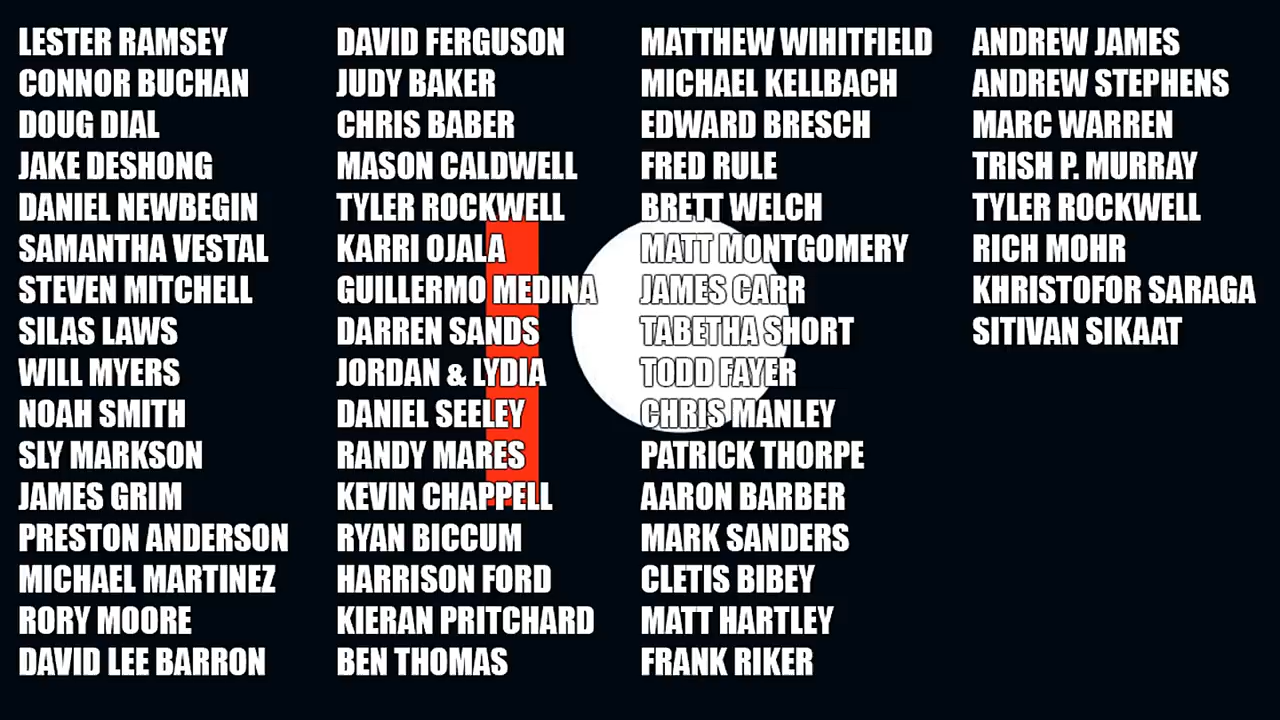 LESTER RAMSEY
CONNOR BUCHAN
DOUG DIAL
JAKE DESHONG
DANIEL NEWBEGIN
SAMANTHA VESTAL
STEVEN MITCHELL
SILAS LAWS
WILL MYERS
NOAH SMITH
SLY MARKSON
JAMES GRIM
PRESTON ANDERSON
MICHAEL MARTINEZ
RORY MOORE
DAVID LEE BARRON
DAVID FERGUSON
JUDY BAKER
CHRIS BABER
MASON CALDWELL
TYLER ROCKWELL
KARRI OJALA
GUILLERMO MEDINA
DARREN SANDS
JORDAN & LYDIA
DANIEL SEELEY
RANDY MARES
KEVIN CHAPPELL
RYAN BICCUM
HARRISON FORD
KIERAN PRITCHARD
BEN THOMAS
MATTHEW WIHITFIELD
MICHAEL KELLBACH
EDWARD BRESCH
FRED RULE
BRETT WELCH
MATT MONTGOMERY
JAMES CARR
TABETHA SHORT
TODD FAYER
CHRIS MANLEY
PATRICK THORPE
AARON BARBER
MARK SANDERS
CLETIS BIBEY
MATT HARTLEY
FRANK RIKER
ANDREW JAMES
ANDREW STEPHENS
MARC WARREN
TRISH P. MURRAY
TYLER ROCKWELL
RICH MOHR
KHRISTOFOR SARAGA
SITIVAN SIKAAT